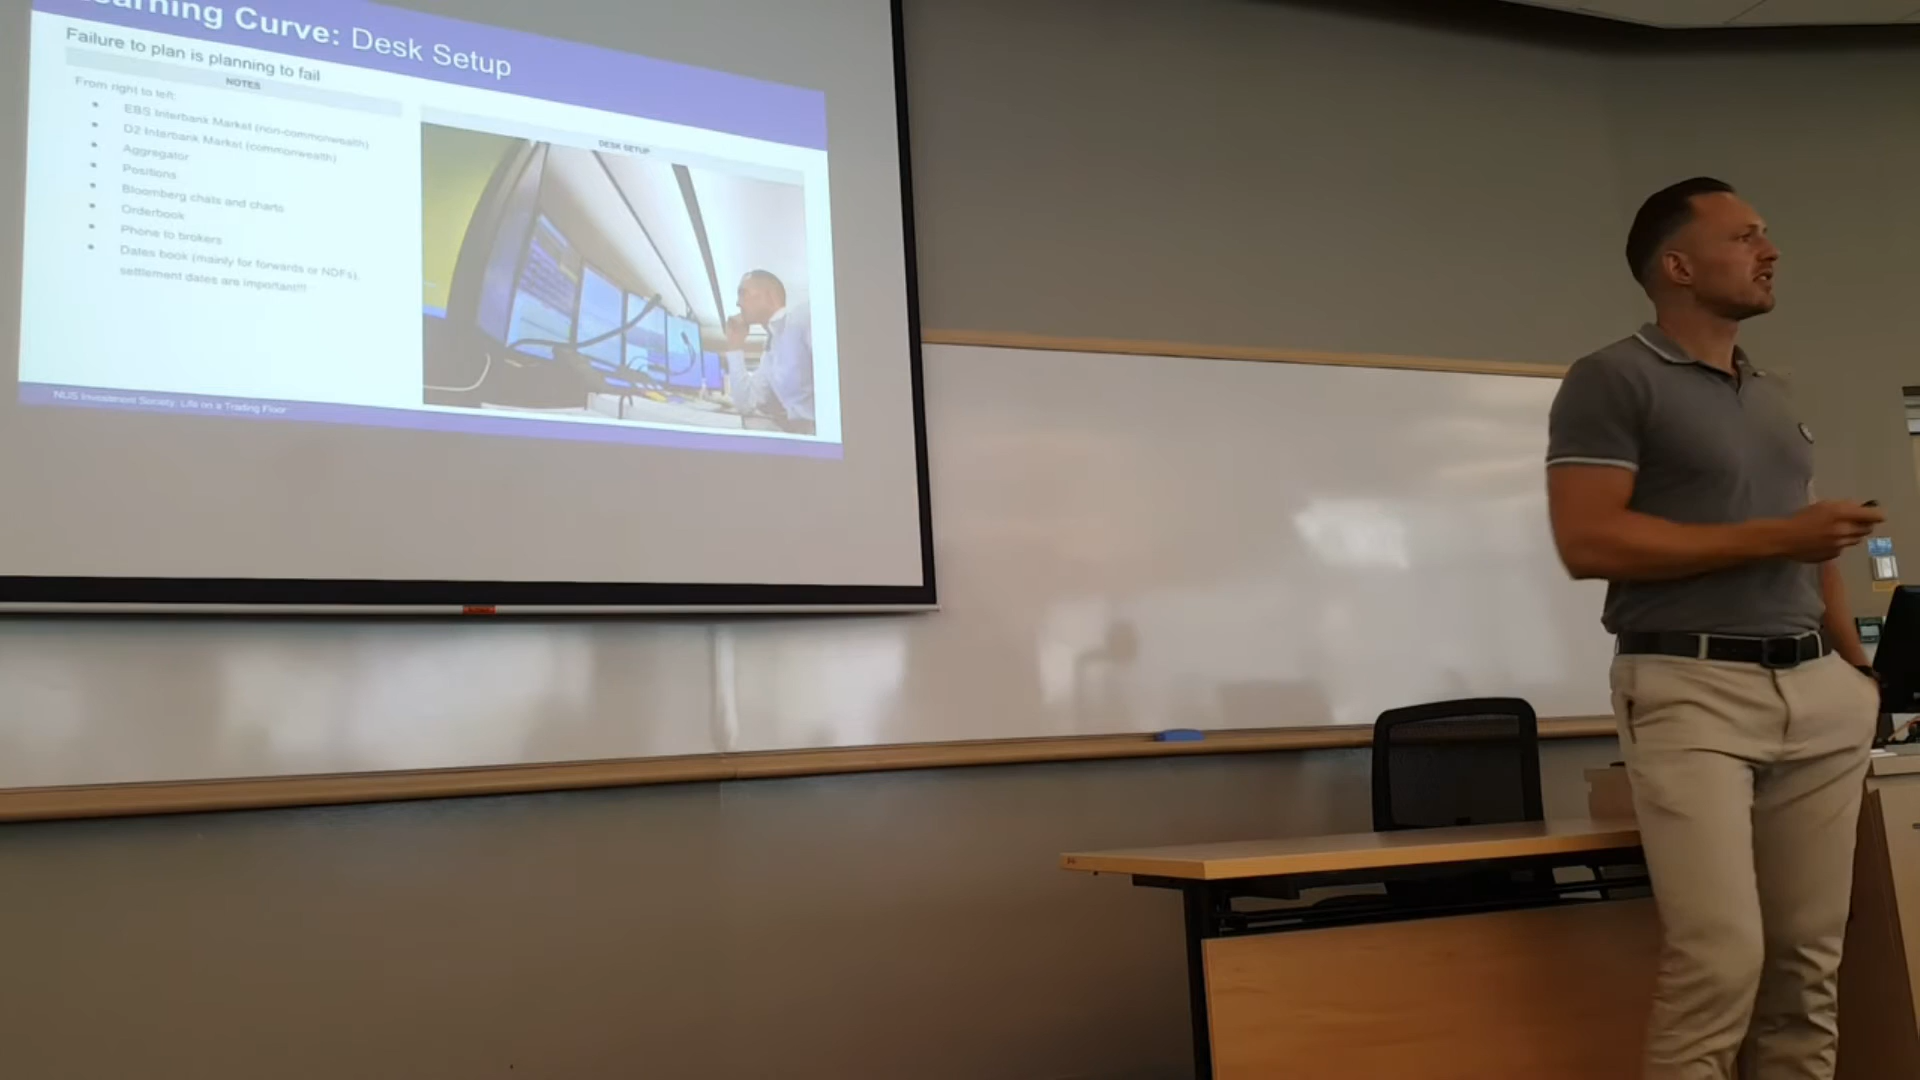 earning Curve: Desk Setup
Failure to plan is planning to fail
NOTES
From right to left:
• EBS Interbank Market (non-commonwealth)
• D2 Interbank Market (commonwealth)
• Aggregator
• Positions
• Bloomberg chats and charts
• Orderbook
• Phone to brokers
• Dates book (mainly for forwards or NDFs),
settlement dates are important!!!
DESK SETUP
NUS Investment Society: Life on a Trading Floor